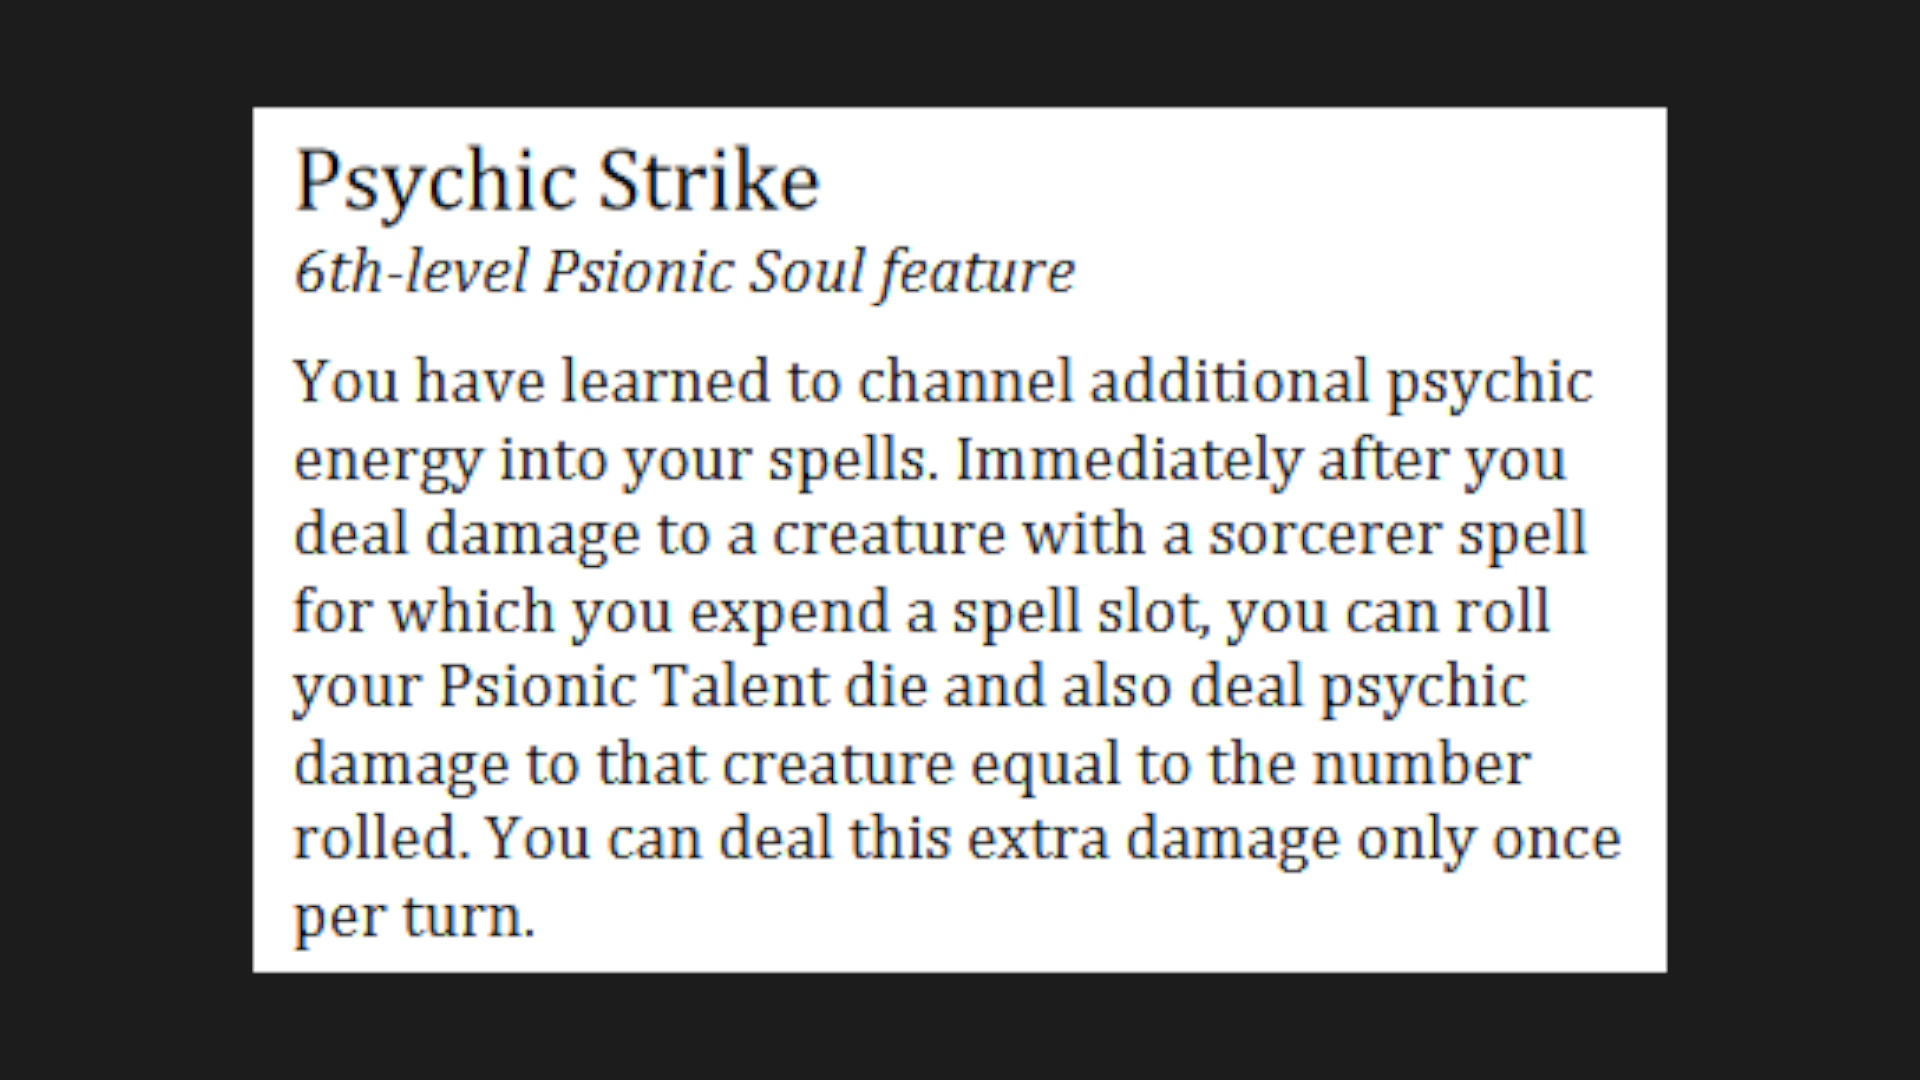 Psychic Strike
6th-level Psionic Soul feature
You have learned to channel additional psychic
energy into your spells. Immediately after you
deal damage to a creature with a sorcerer spell
for which you expend a spell slot, you can roll
your Psionic Talent die and also deal psychic
damage to that creature equal to the number
rolled. You can deal this extra damage only once
per turn.